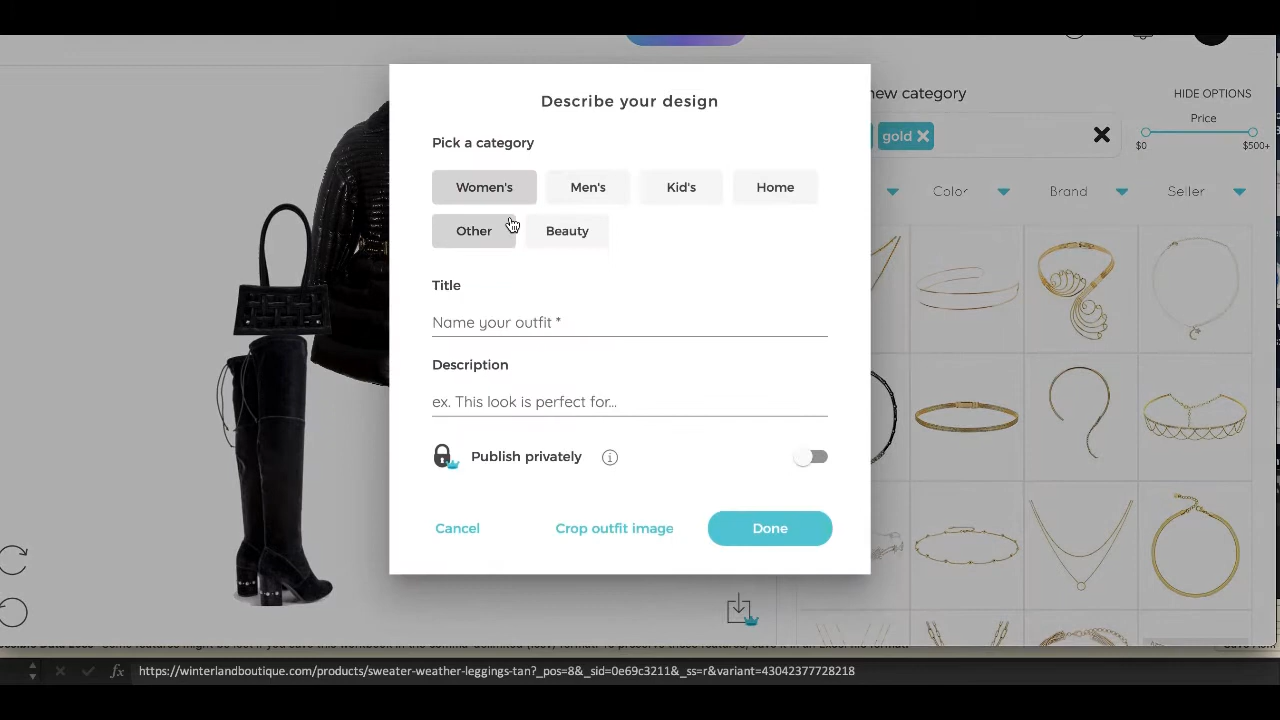 Describe your design
Pick a category
Women's
Men's
Kid's
Home
Other
Beauty
Title
Name your outfit *
Description
ex. This look is perfect for...
Publish privately
Cancel
Crop outfit image
Done
new category
HIDE OPTIONS
gold
Price
$0
$500+
Color
Brand
Seller
fx
https://winterlandboutique.com/products/sweater-weather-leggings-tan?_pos=8&_sid=0e69c3211&_ss=r&variant=43042377728218